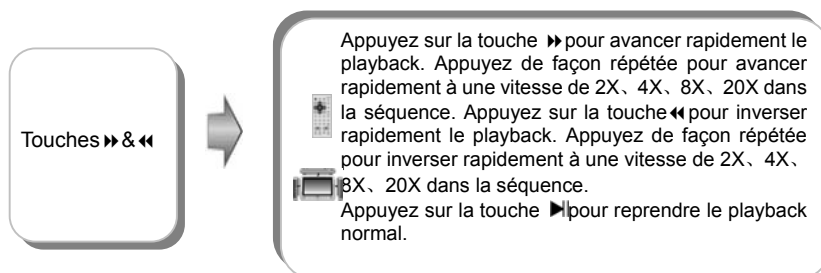 Touches ⏩ & ⏪
Appuyez sur la touche ⏩ pour avancer rapidement le
playback. Appuyez de façon répétée pour avancer
rapidement à une vitesse de 2X、4X、8X、20X dans
la séquence. Appuyez sur la touche ⏪ pour inverser
rapidement le playback. Appuyez de façon répétée
pour inverser rapidement à une vitesse de 2X、4X、
8X、20X dans la séquence.
Appuyez sur la touche ⏯ pour reprendre le playback
normal.